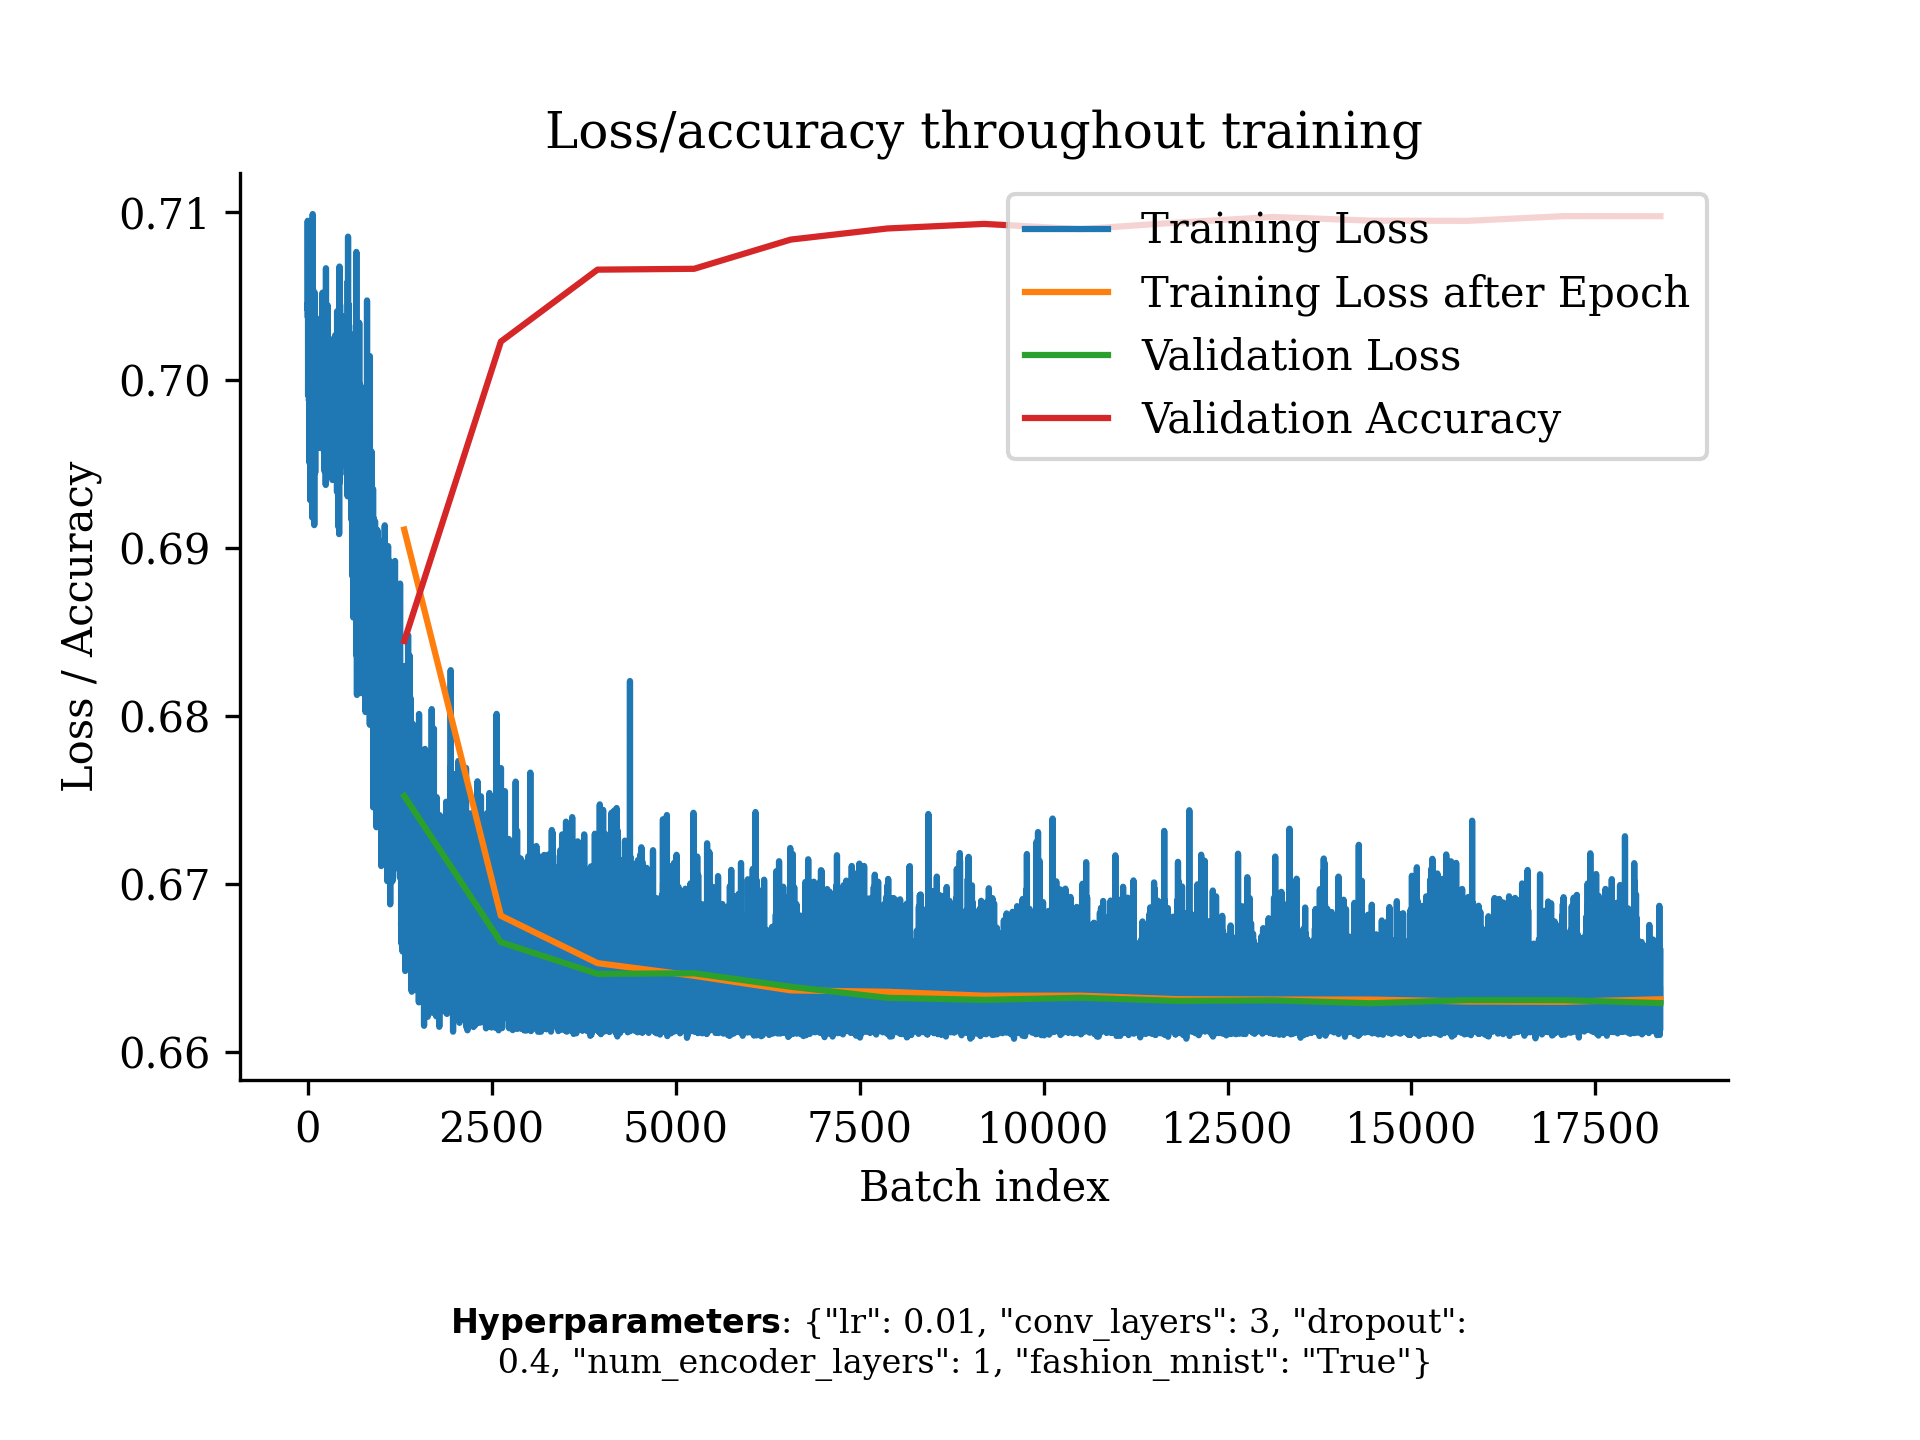 Loss/accuracy throughout training
0.71
0.70
0.69
0.68
0.67
0.66
Loss / Accuracy
Training Loss
Training Loss after Epoch
Validation Loss
Validation Accuracy
0 2500 5000 7500 10000 12500 15000 17500
Batch index
Hyperparameters: {"lr": 0.01, "conv_layers": 3, "dropout":
0.4, "num_encoder_layers": 1, "fashion_mnist": "True"}